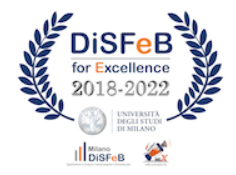 DiSFeB
for Excellence
2018-2022
UNIVERSITÀ
DEGLI STUDI
DI MILANO
Milano
DiSFeB